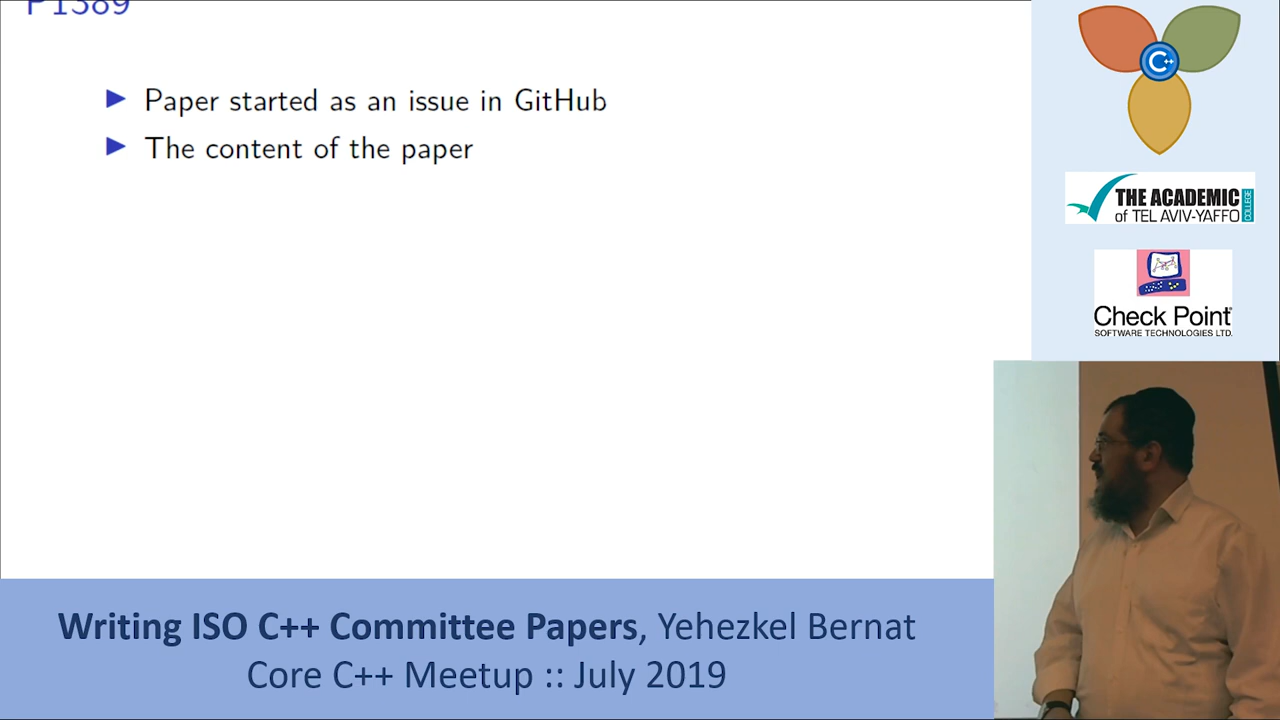 P1389
Paper started as an issue in GitHub
The content of the paper
C++
THE ACADEMIC
COLLEGE
of TEL AVIV-YAFFO
Check Point
SOFTWARE TECHNOLOGIES LTD.
Writing ISO C++ Committee Papers, Yehezkel Bernat
Core C++ Meetup :: July 2019